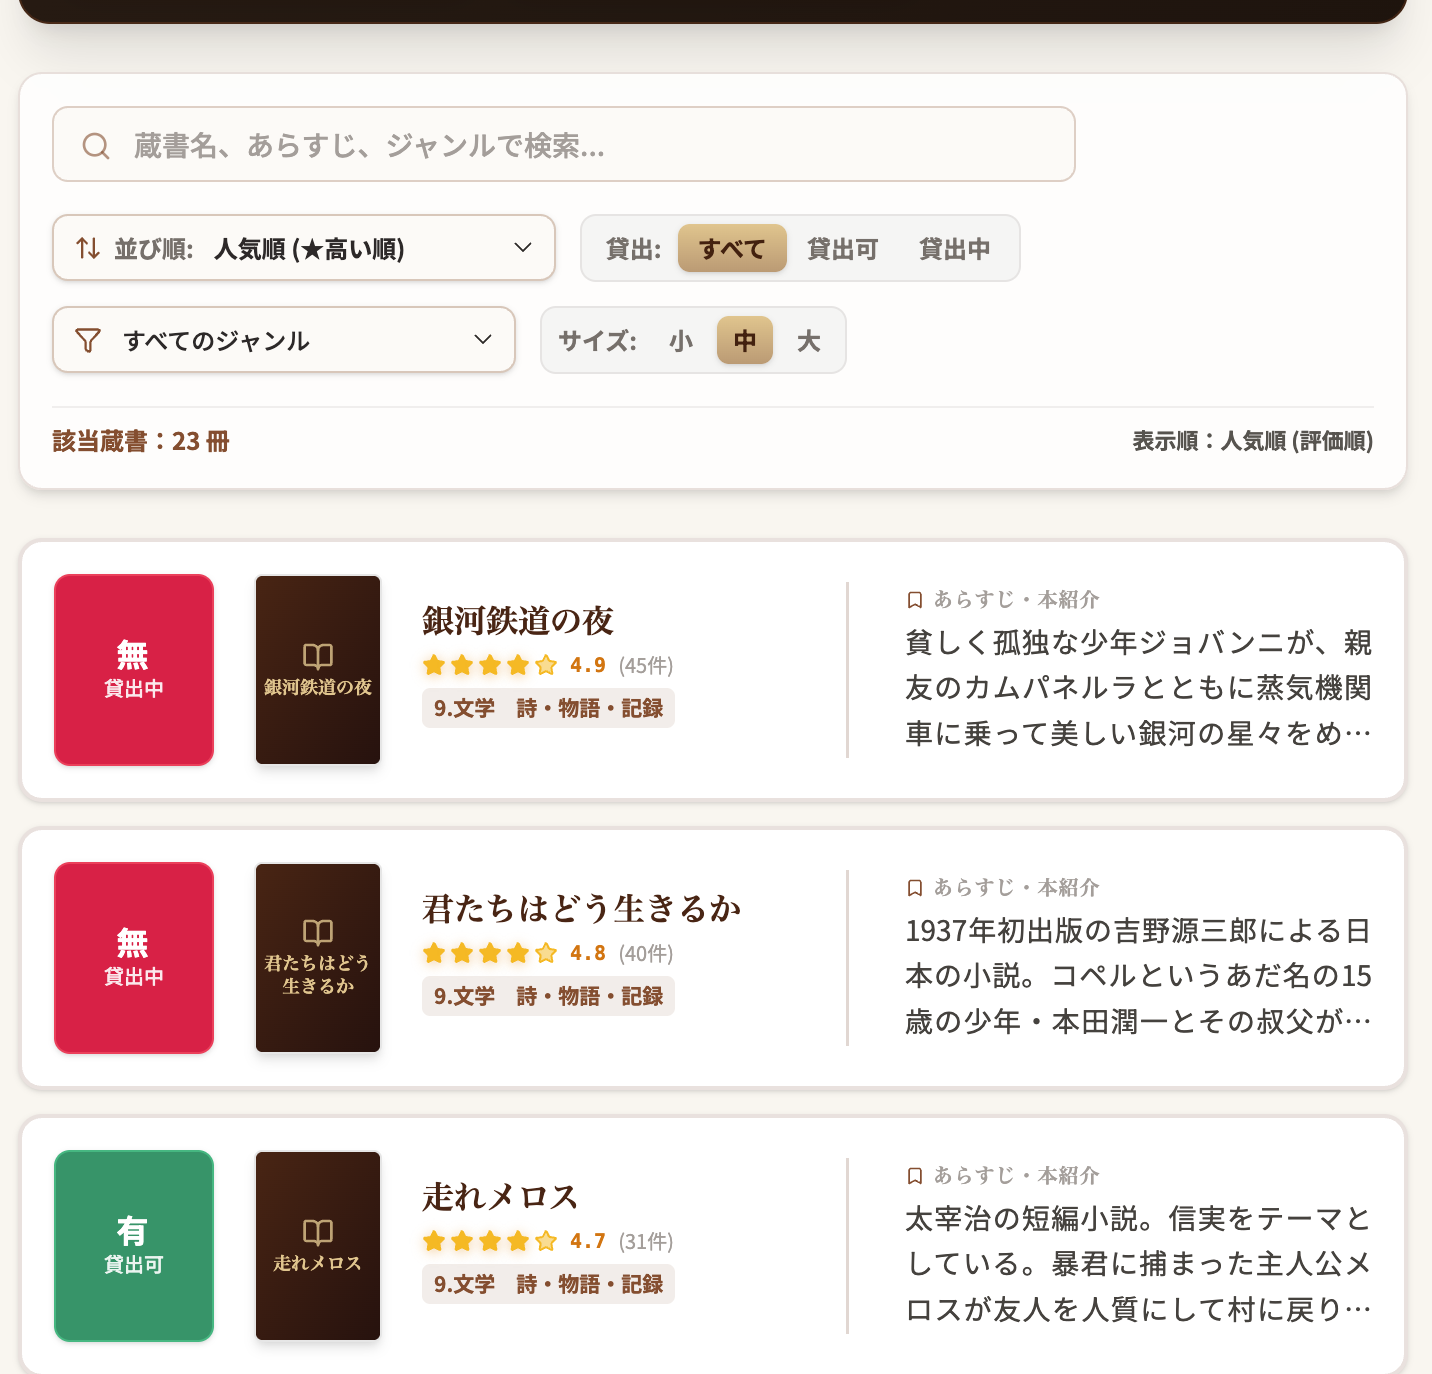 蔵書名、あらすじ、ジャンルで検索...
並び順: 人気順 (★高い順)
貸出: すべて 貸出可 貸出中
すべてのジャンル
サイズ: 小 中 大
該当蔵書：23 冊
表示順：人気順 (評価順)
無
貸出中
銀河鉄道の夜
銀河鉄道の夜
4.9 (45件)
9.文学 詩・物語・記録
あらすじ・本紹介
貧しく孤独な少年ジョバンニが、親
友のカムパネルラとともに蒸気機関
車に乗って美しい銀河の星々をめ…
無
貸出中
君たちはどう
生きるか
君たちはどう生きるか
4.8 (40件)
9.文学 詩・物語・記録
あらすじ・本紹介
1937年初出版の吉野源三郎による日
本の小説。コペルというあだ名の15
歳の少年・本田潤一とその叔父が…
有
貸出可
走れメロス
走れメロス
4.7 (31件)
9.文学 詩・物語・記録
あらすじ・本紹介
太宰治の短編小説。信実をテーマと
している。暴君に捕まった主人公メ
ロスが友人を人質にして村に戻り…